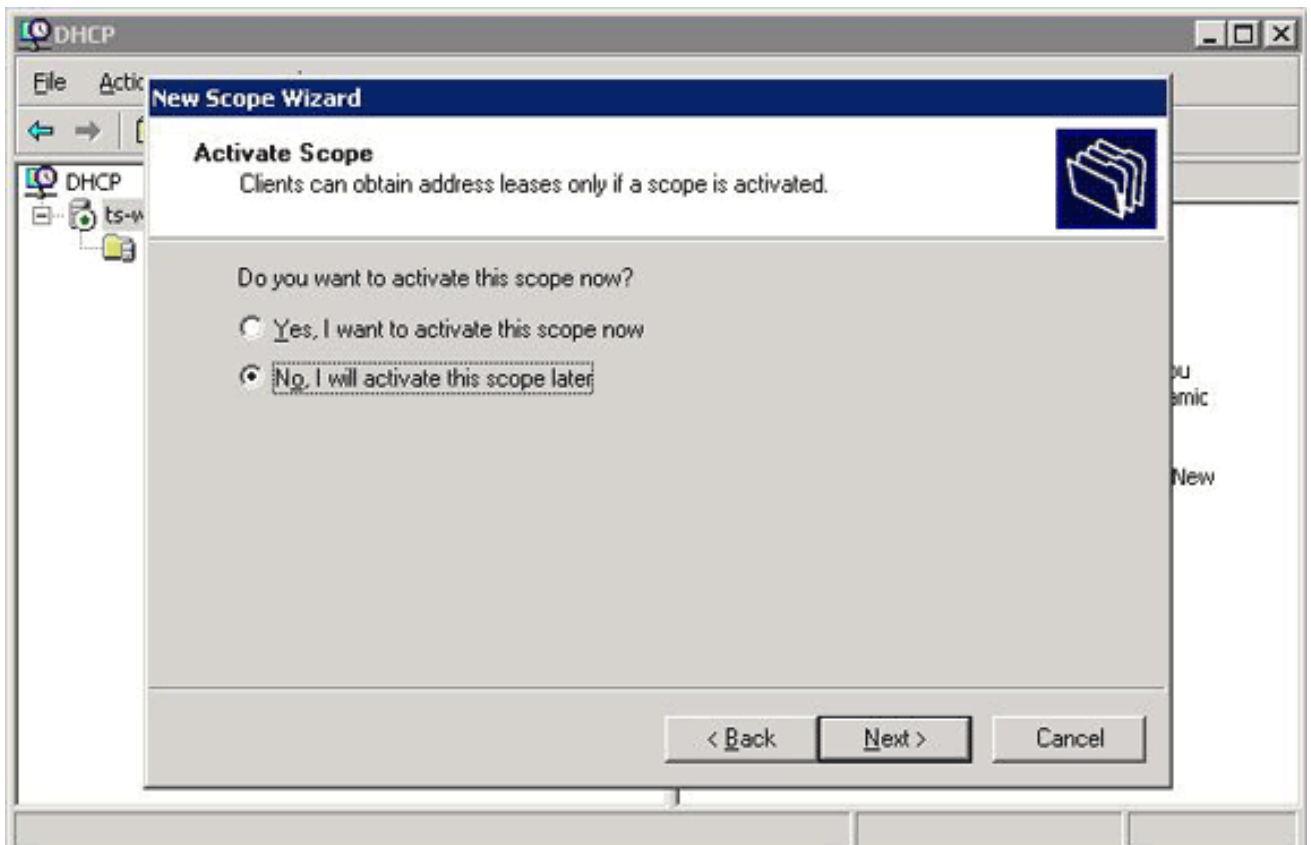 DHCP
File
New Scope Wizard
Activate Scope
Clients can obtain address leases only if a scope is activated.
DHCP
Do you want to activate this scope now?
Yes, I want to activate this scope now
No, I will activate this scope later
New
< Back
Next >
Cancel